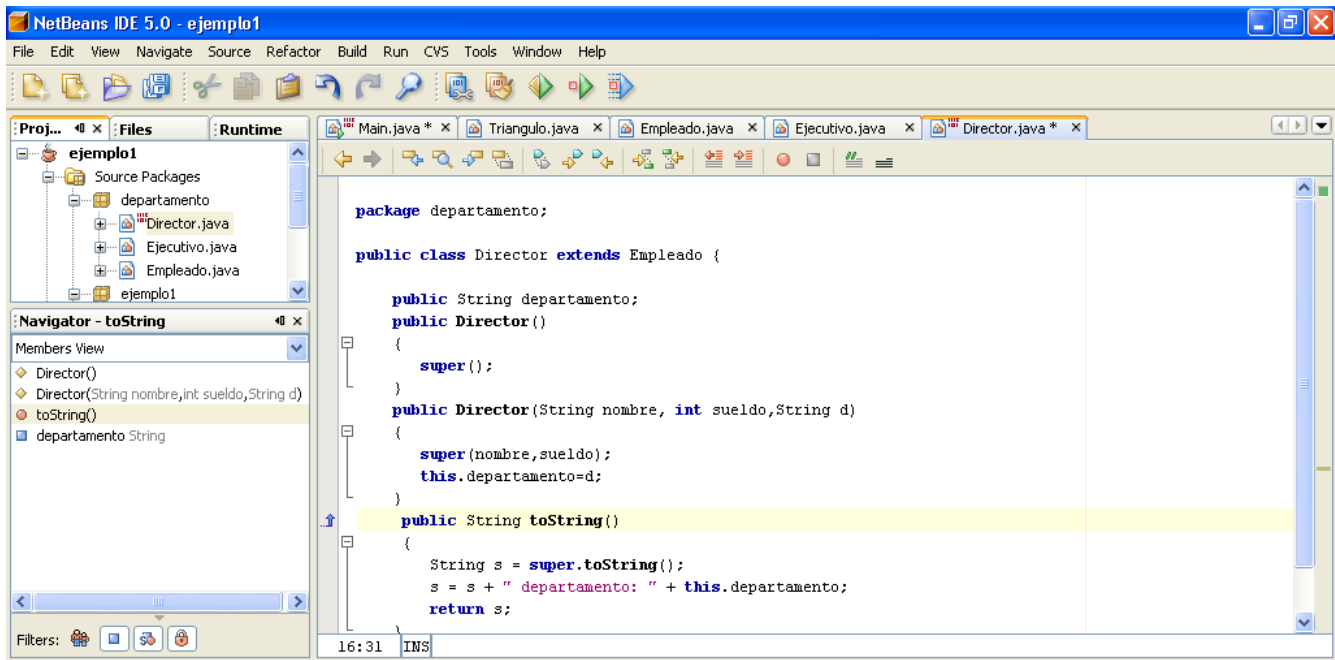 NetBeans IDE 5.0 - ejemplo1
File Edit View Navigate Source Refactor Build Run CVS Tools Window Help
Proj... Files Runtime
Main.java * Triangulo.java Empleado.java Ejecutivo.java Director.java *
ejemplo1
Source Packages
departamento
Director.java
Ejecutivo.java
Empleado.java
ejemplo1
Navigator - toString
Members View
Director()
Director(String nombre,int sueldo,String d)
toString()
departamento String
Filters:
package departamento;
public class Director extends Empleado {
public String departamento;
public Director()
{
super();
}
public Director(String nombre, int sueldo,String d)
{
super(nombre,sueldo);
this.departamento=d;
}
public String toString()
{
String s = super.toString();
s = s + " departamento: " + this.departamento;
return s;
}
16:31 INS